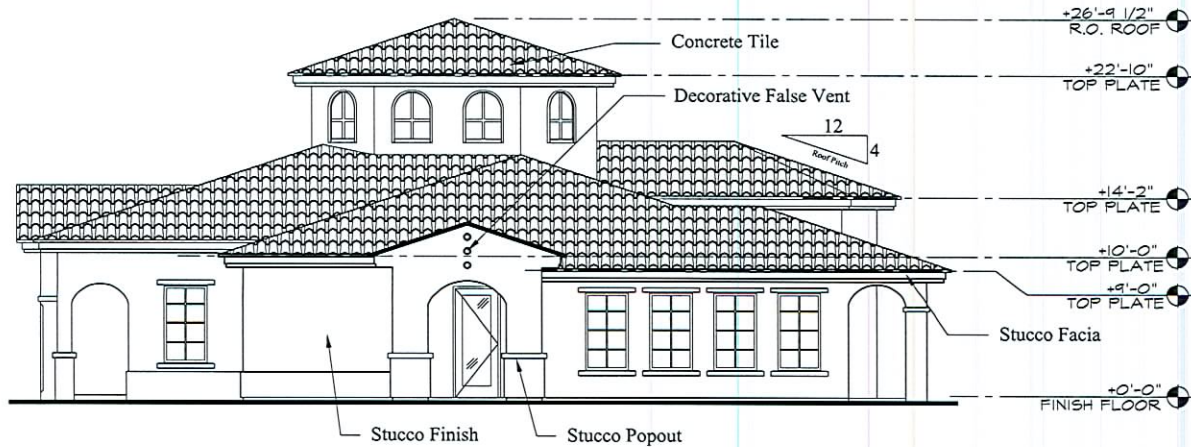 +26'-9 1/2"
R.O. ROOF
Concrete Tile
+22'-10"
TOP PLATE
Decorative False Vent
12
4
Roof Pitch
+14'-2"
TOP PLATE
+10'-0"
TOP PLATE
+9'-0"
TOP PLATE
Stucco Facia
+0'-0"
FINISH FLOOR
Stucco Finish
Stucco Popout